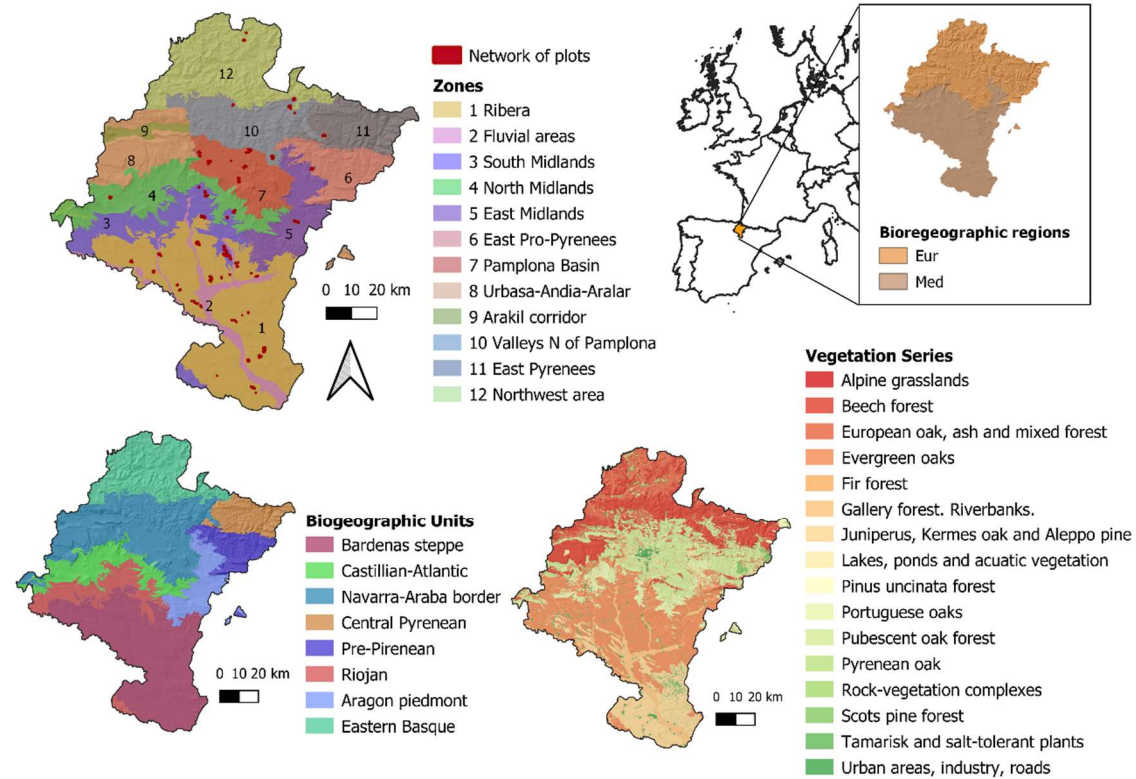 Network of plots
Zones
1 Ribera
2 Fluvial areas
3 South Midlands
4 North Midlands
5 East Midlands
6 East Pro-Pyrenees
7 Pamplona Basin
8 Urbasa-Andia-Aralar
9 Arakil corridor
10 Valleys N of Pamplona
11 East Pyrenees
12 Northwest area
12
9
10
11
8
6
4
7
3
5
2
1
0 10 20 km
Bioregeographic regions
Eur
Med
Biogeographic Units
Bardenas steppe
Castillian-Atlantic
Navarra-Araba border
Central Pyrenean
Pre-Pirenean
Riojan
Aragon piedmont
Eastern Basque
0 10 20 km
0 10 20 km
Vegetation Series
Alpine grasslands
Beech forest
European oak, ash and mixed forest
Evergreen oaks
Fir forest
Gallery forest. Riverbanks.
Juniperus, Kermes oak and Aleppo pine
Lakes, ponds and acuatic vegetation
Pinus uncinata forest
Portuguese oaks
Pubescent oak forest
Pyrenean oak
Rock-vegetation complexes
Scots pine forest
Tamarisk and salt-tolerant plants
Urban areas, industry, roads